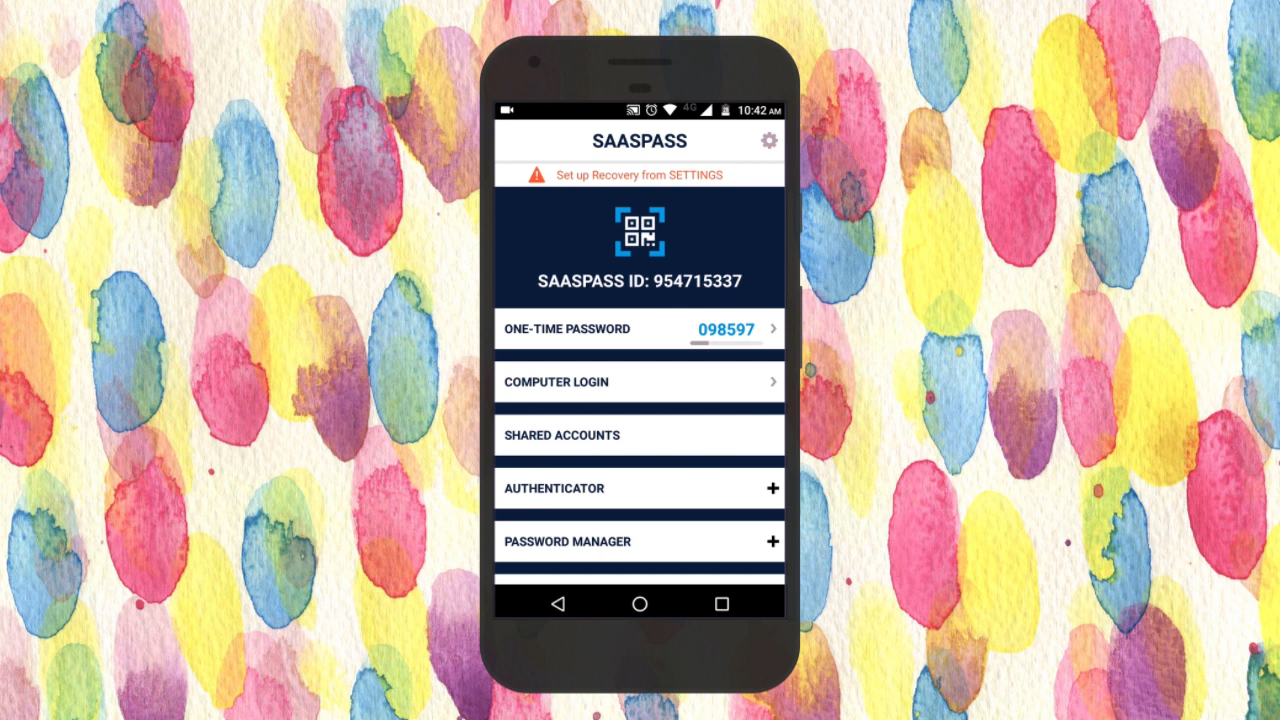 4G 10:42 AM
SAASPASS
Set up Recovery from SETTINGS
SAASPASS ID: 954715337
ONE-TIME PASSWORD 098597
COMPUTER LOGIN
SHARED ACCOUNTS
AUTHENTICATOR
PASSWORD MANAGER